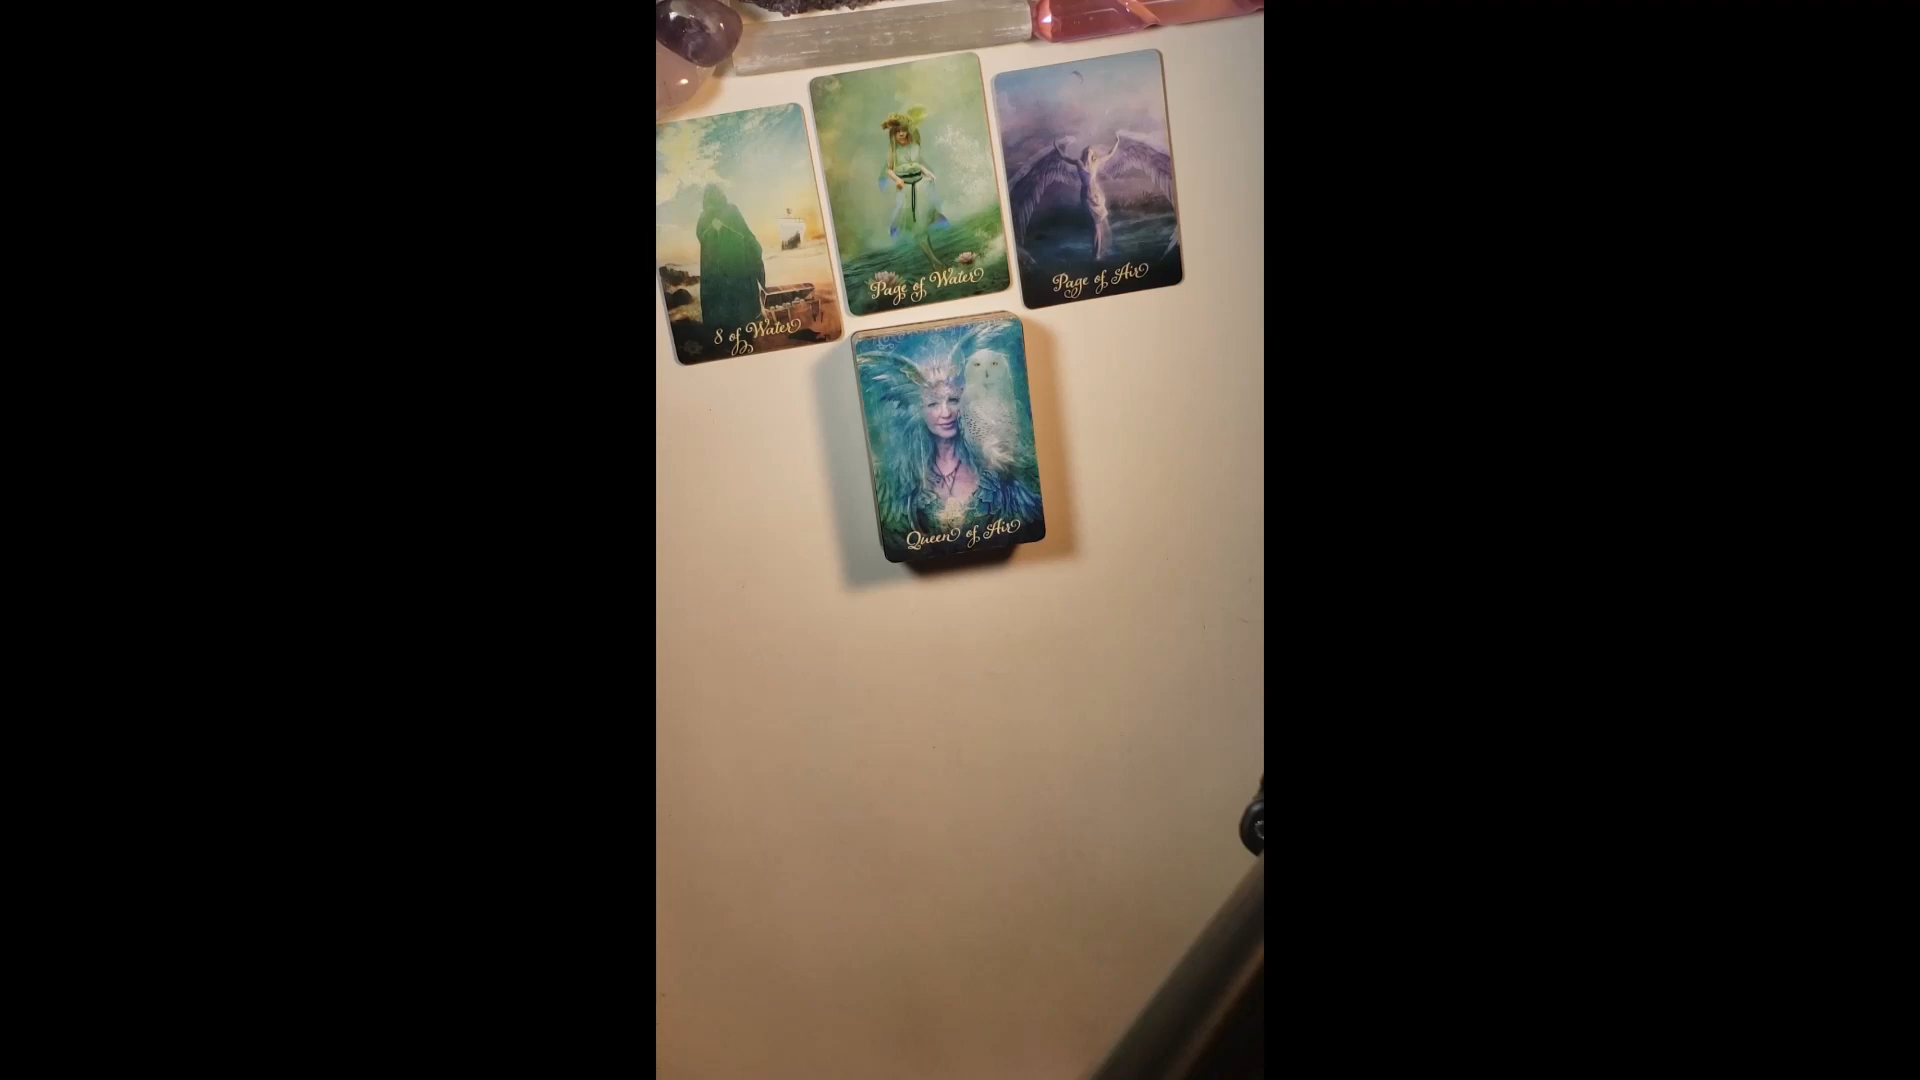 8 of Water
Page of Water
Page of Air
Queen of Air